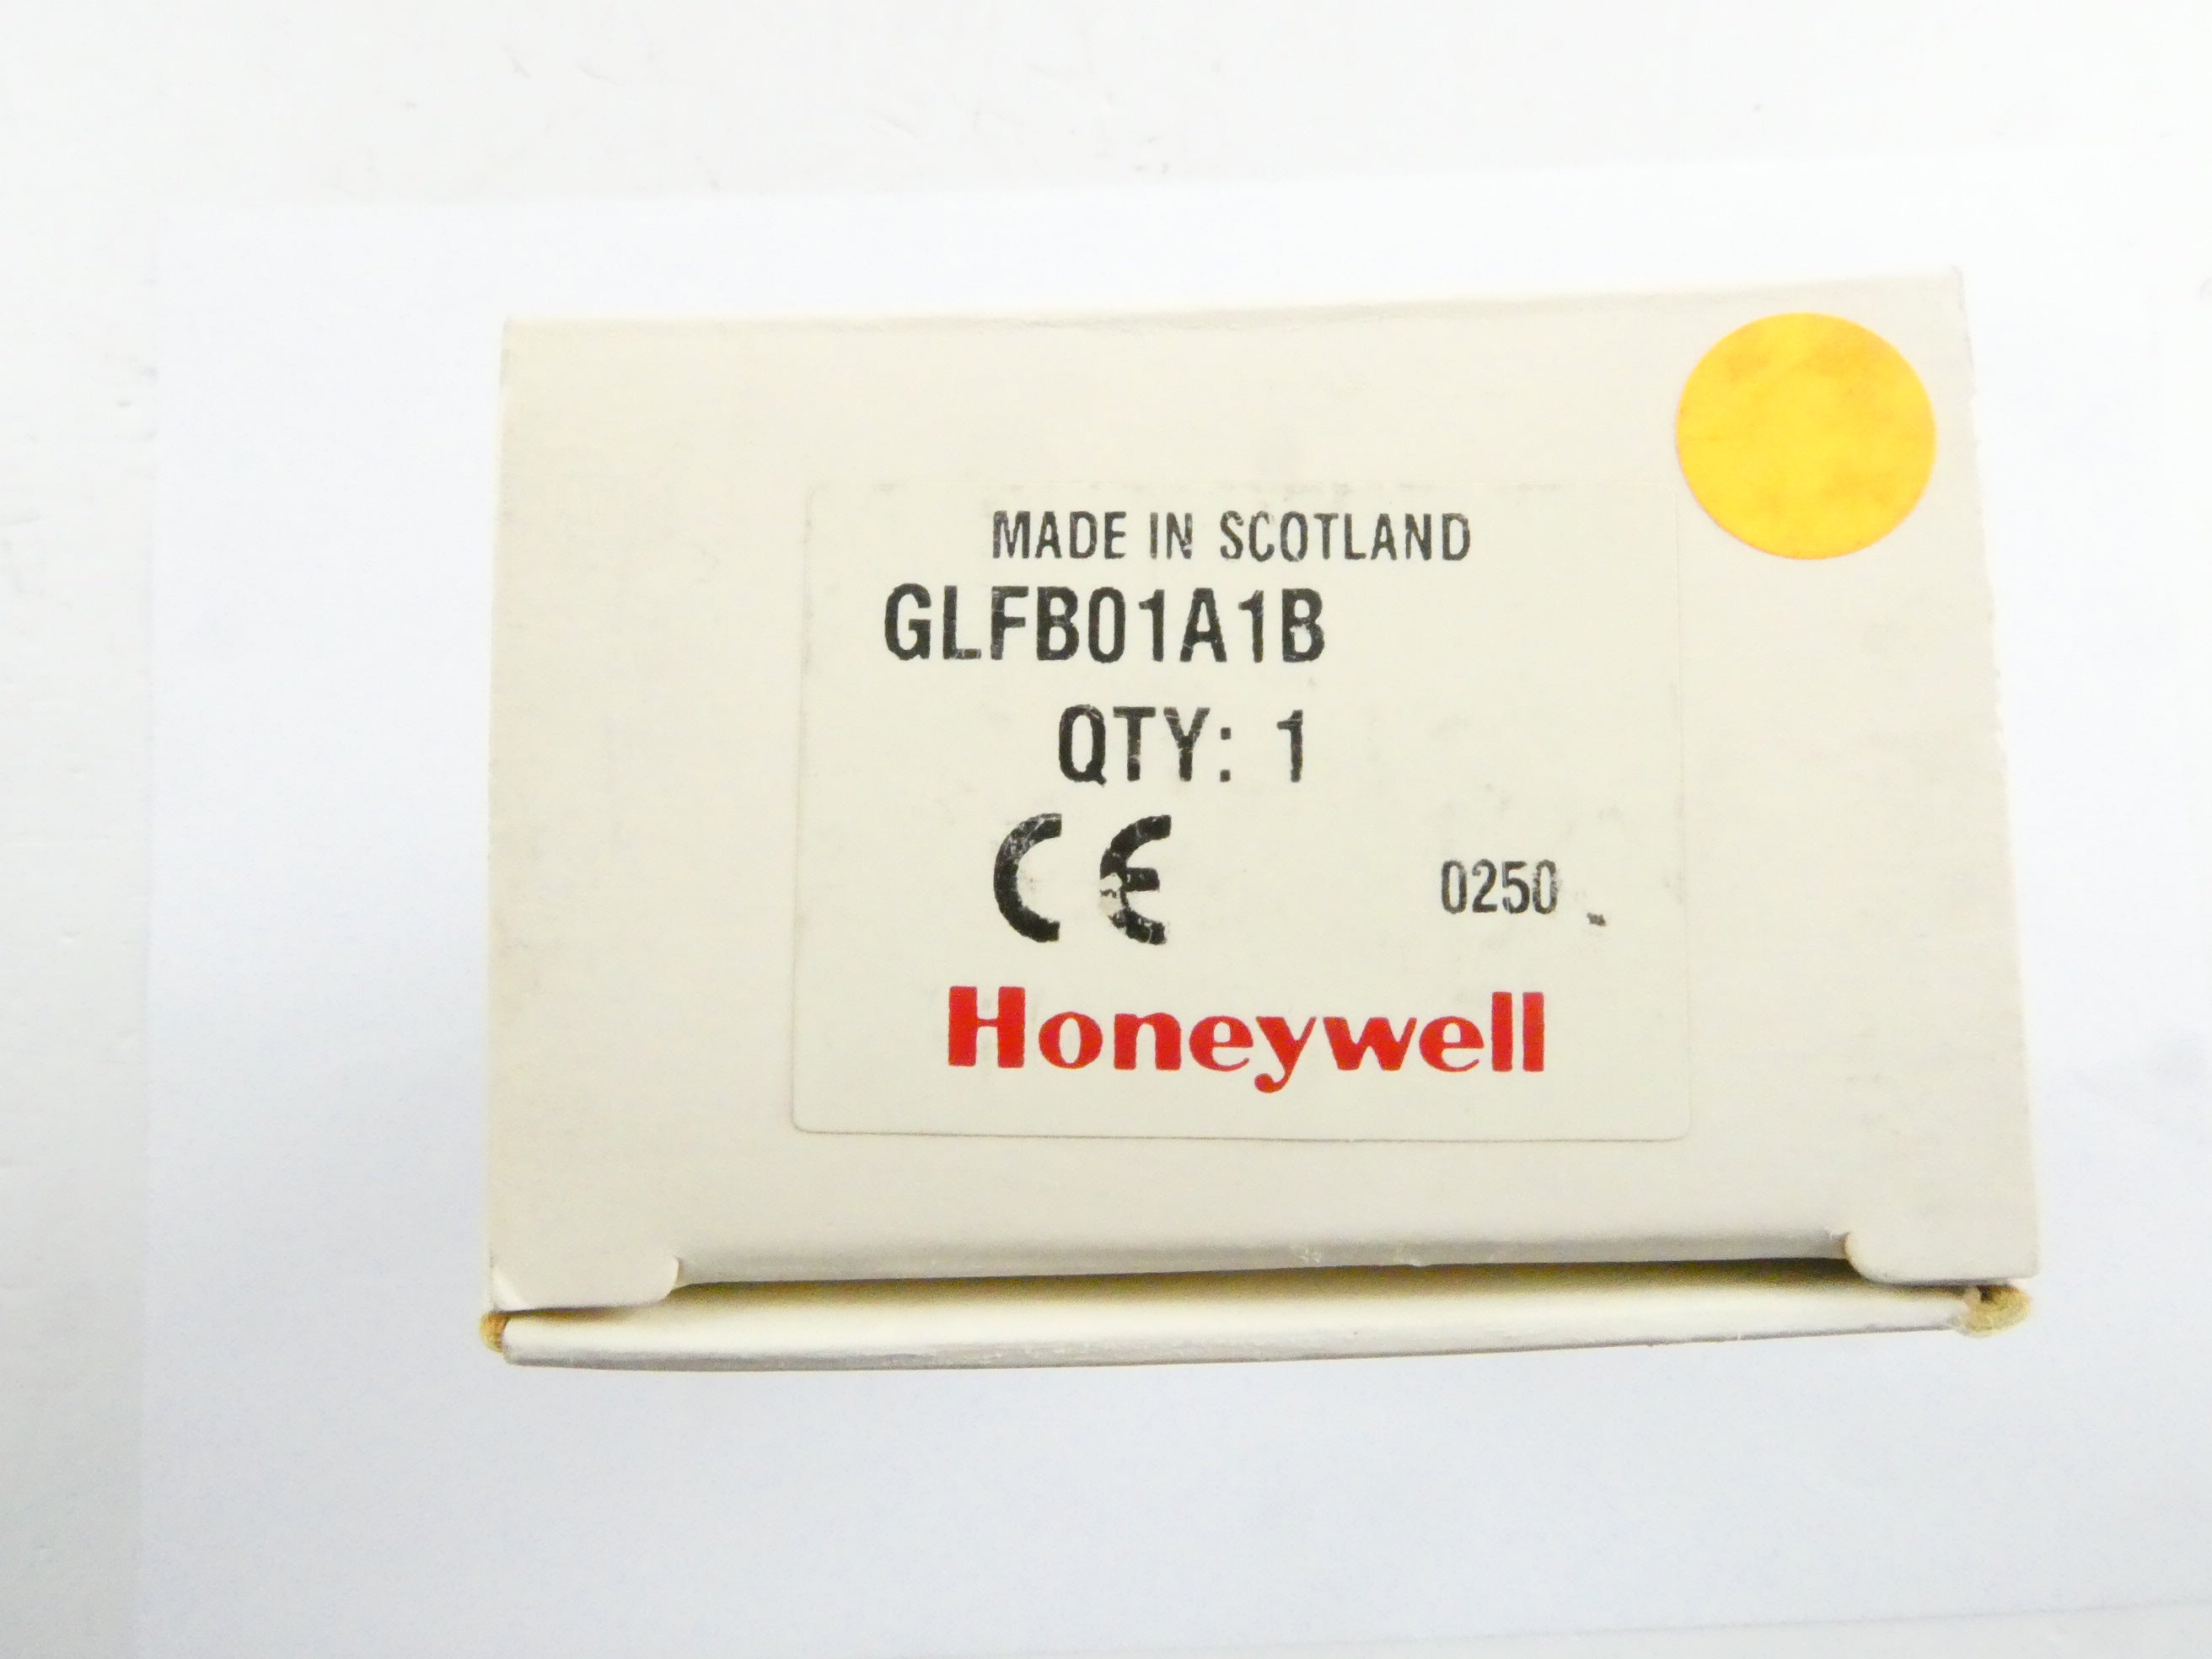 MADE IN SCOTLAND
GLFB01A1B
QTY: 1
CE 0250
Honeywell